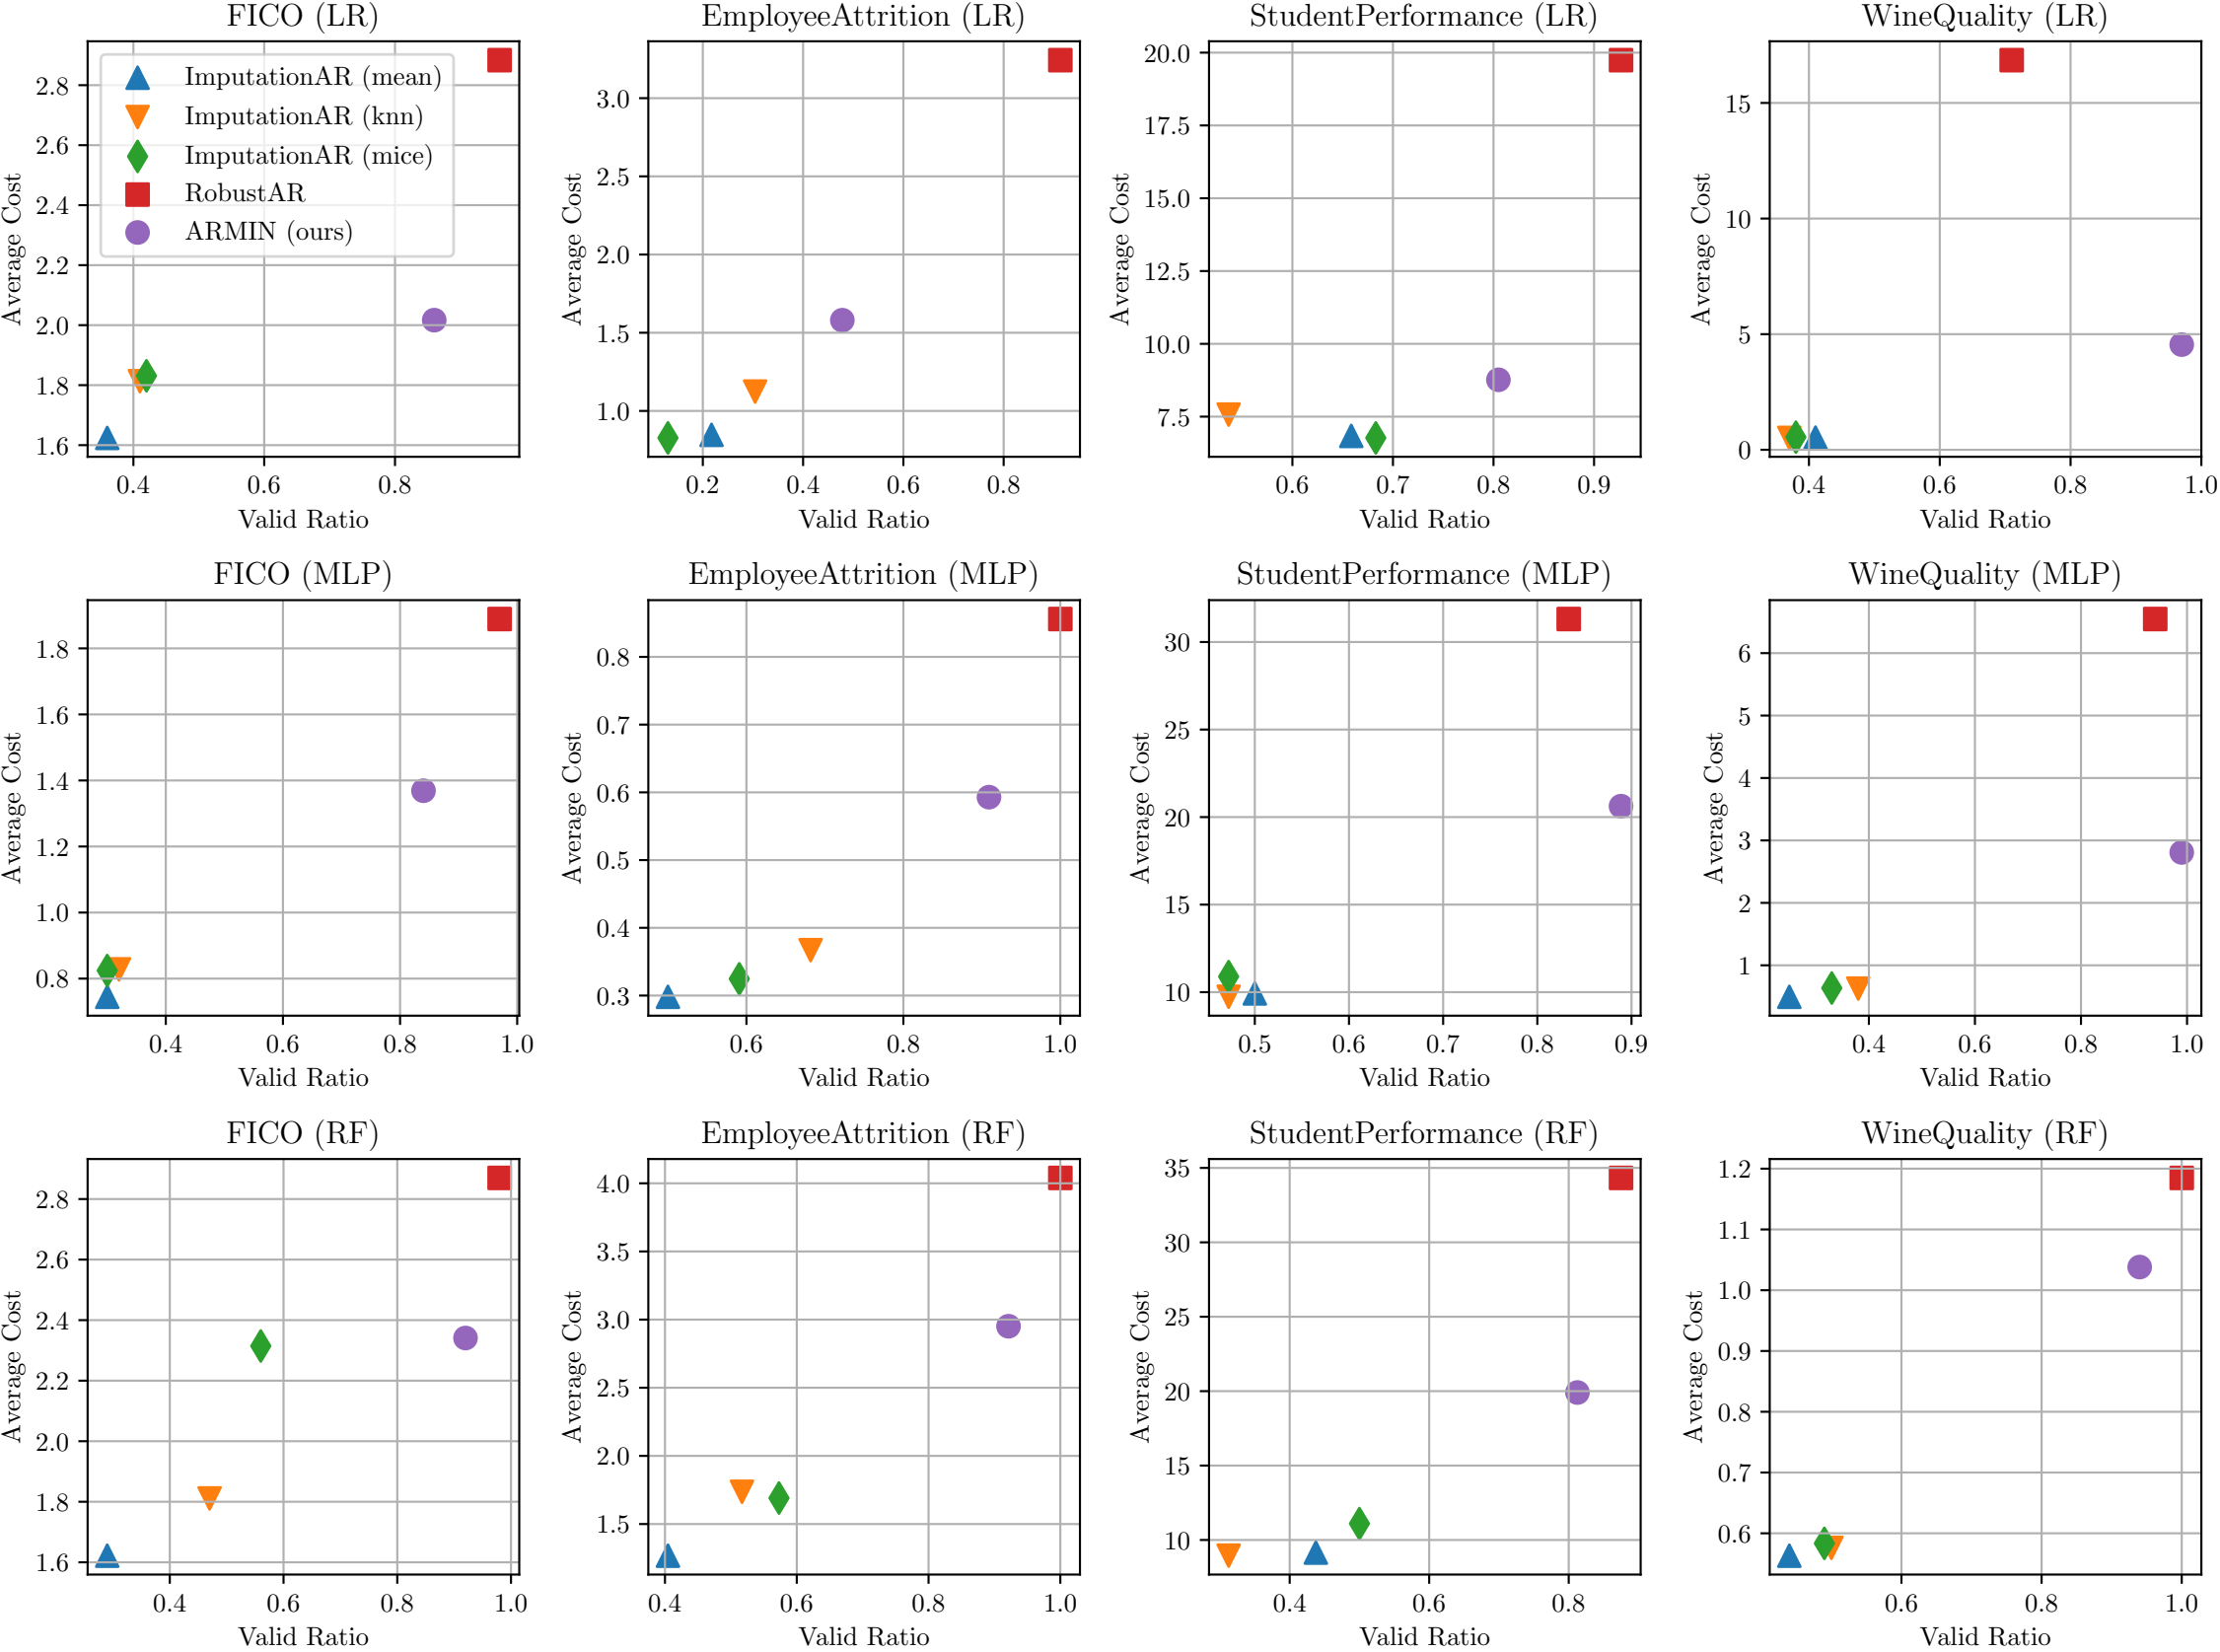 FICO (LR)
2.8
2.6
2.4
2.2
2.0
1.8
1.6
0.4 0.6 0.8
Average Cost
Valid Ratio
ImputationAR (mean)
ImputationAR (knn)
ImputationAR (mice)
RobustAR
ARMIN (ours)
EmployeeAttrition (LR)
3.0
2.5
2.0
1.5
1.0
0.2 0.4 0.6 0.8
Average Cost
Valid Ratio
StudentPerformance (LR)
20.0
17.5
15.0
12.5
10.0
7.5
0.6 0.7 0.8 0.9
Average Cost
Valid Ratio
WineQuality (LR)
15
10
5
0
0.4 0.6 0.8 1.0
Average Cost
Valid Ratio
FICO (MLP)
1.8
1.6
1.4
1.2
1.0
0.8
0.4 0.6 0.8 1.0
Average Cost
Valid Ratio
EmployeeAttrition (MLP)
0.8
0.7
0.6
0.5
0.4
0.3
0.6 0.8 1.0
Average Cost
Valid Ratio
StudentPerformance (MLP)
30
25
20
15
10
0.5 0.6 0.7 0.8 0.9
Average Cost
Valid Ratio
WineQuality (MLP)
6
5
4
3
2
1
0.4 0.6 0.8 1.0
Average Cost
Valid Ratio
FICO (RF)
2.8
2.6
2.4
2.2
2.0
1.8
1.6
0.4 0.6 0.8 1.0
Average Cost
Valid Ratio
EmployeeAttrition (RF)
4.0
3.5
3.0
2.5
2.0
1.5
0.4 0.6 0.8 1.0
Average Cost
Valid Ratio
StudentPerformance (RF)
35
30
25
20
15
10
0.4 0.6 0.8
Average Cost
Valid Ratio
WineQuality (RF)
1.2
1.1
1.0
0.9
0.8
0.7
0.6
0.6 0.8 1.0
Average Cost
Valid Ratio